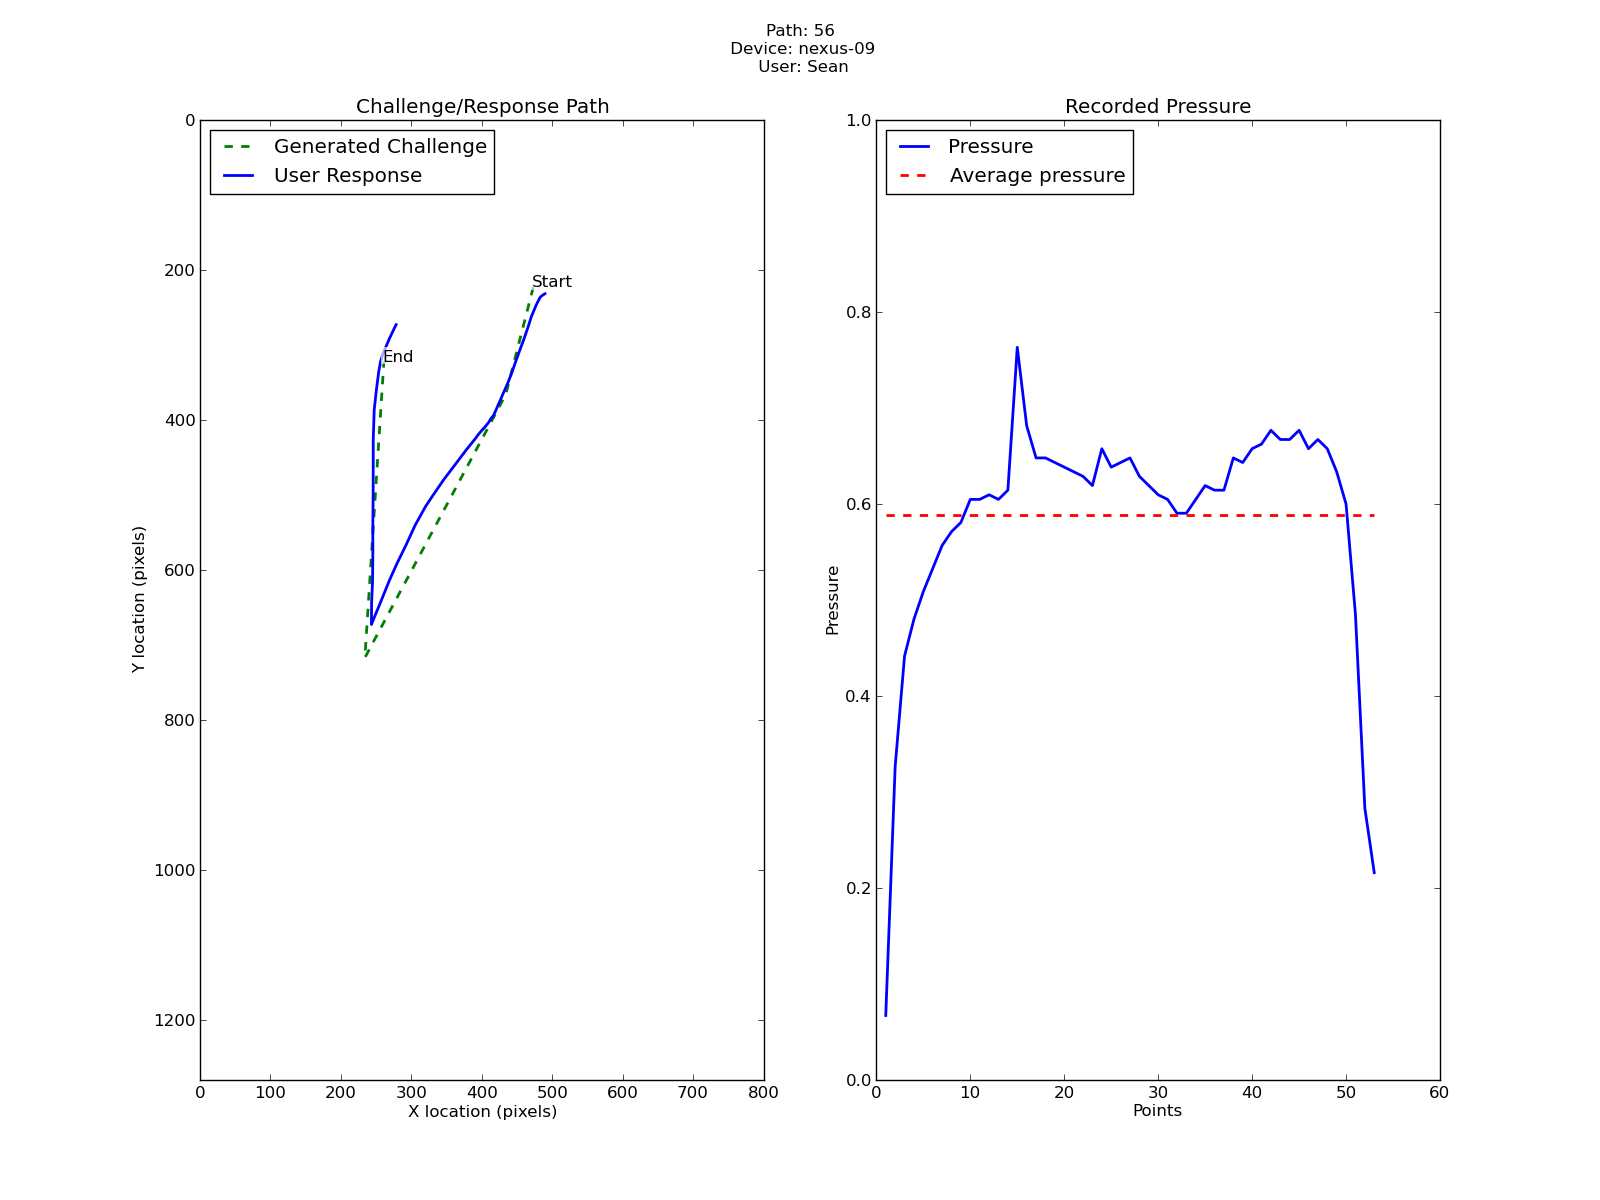 Path: 56
Device: nexus-09
User: Sean
Challenge/Response Path
Generated Challenge
User Response
Start
End
0
200
400
600
800
1000
1200
Y location (pixels)
0 100 200 300 400 500 600 700 800
X location (pixels)
Recorded Pressure
Pressure
Average pressure
1.0
0.8
0.6
0.4
0.2
0.0
Pressure
0 10 20 30 40 50 60
Points